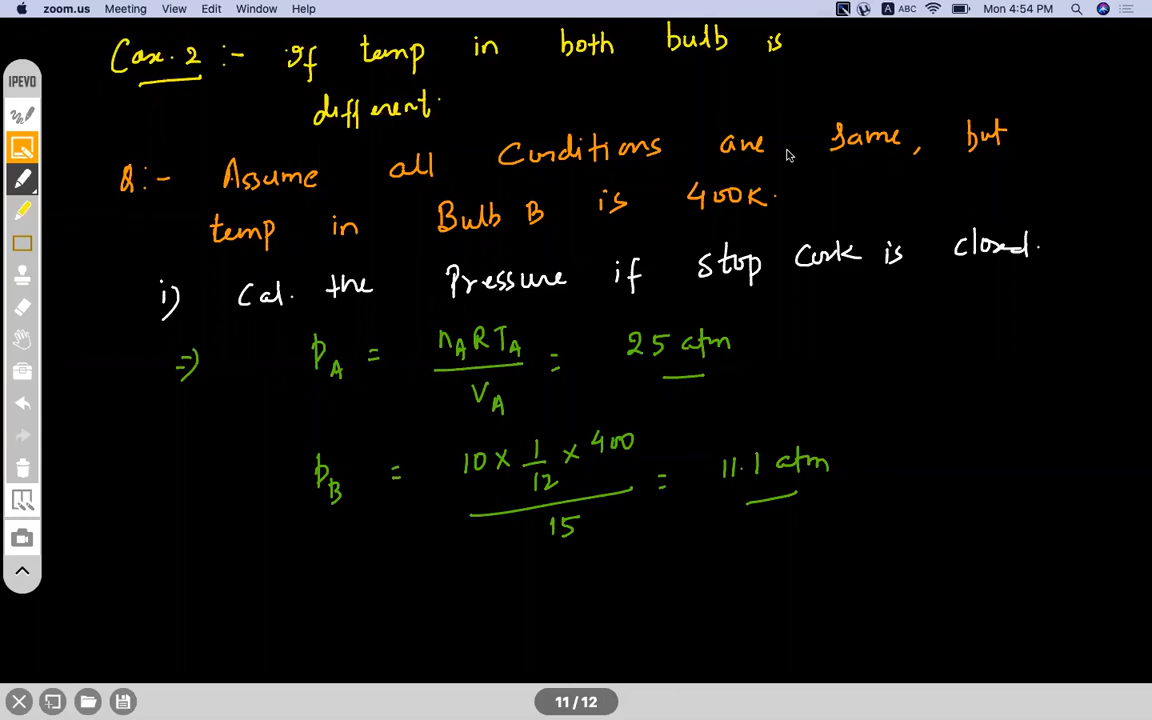 zoom.us Meeting View Edit Window Help A ABC Mon 4:54 PM
IPEVO
Case. 2 :- If temp in both bulb is
different.
Q:- Assume all Conditions are same, but
temp in Bulb B is 400K.
i) Cal. the Pressure if stop cork is closed.
=> PA = nARTA / VA = 25 atm
PB = 10 × 1/12 × 400 / 15 = 11.1 atm
11 / 12